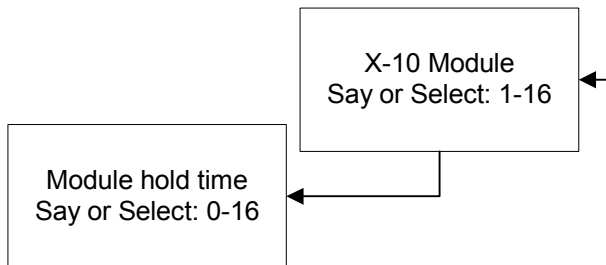 X-10 Module
Say or Select: 1-16
Module hold time
Say or Select: 0-16